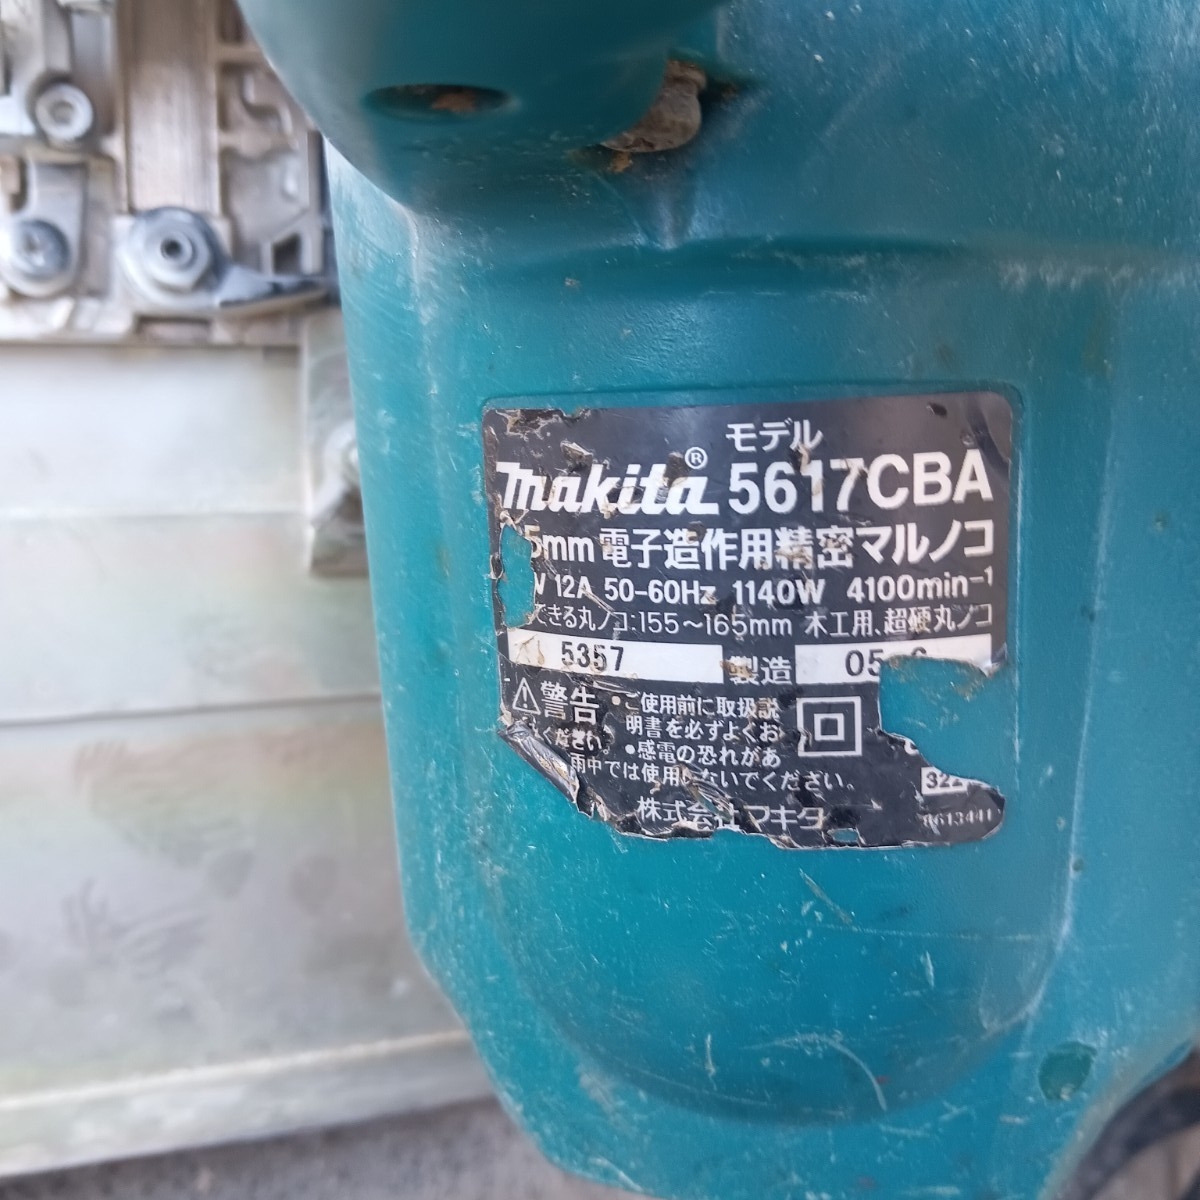 モデル
makita® 5617CBA
5mm 電子造作用精密マルノコ
V 12A 50-60Hz 1140W 4100min⁻¹
できる丸ノコ:155～165mm 木工用、超硬丸ノコ
5357 製造 05
⚠警告 ・ご使用前に取扱説
明書を必ずよくお
ください。
・感電の恐れがあ
雨中では使用しないでください。
322
株式会社マキタ